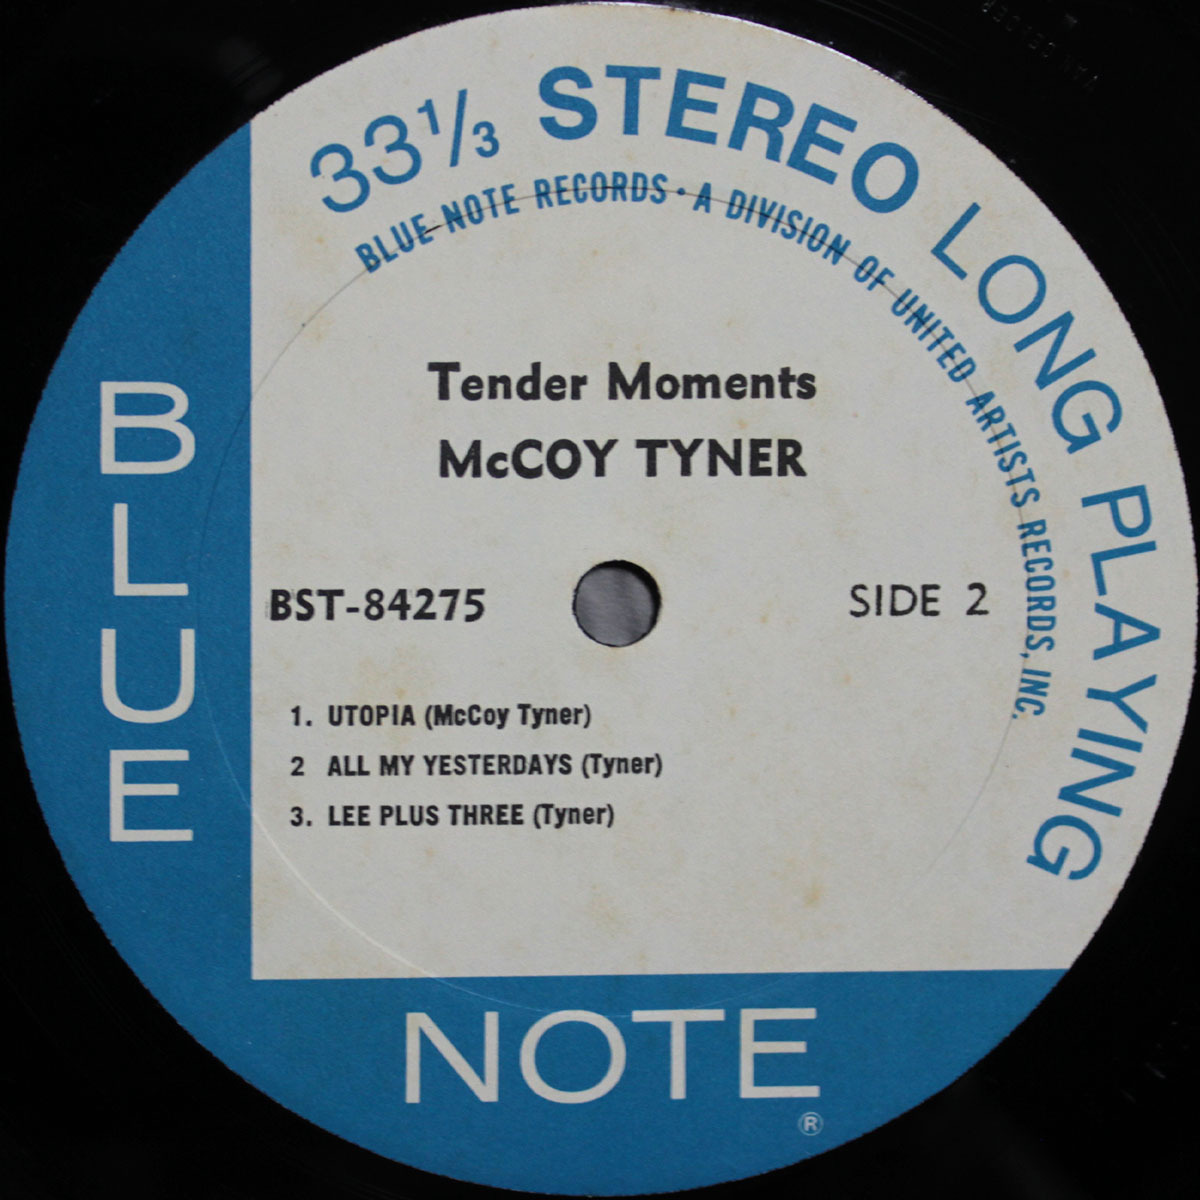 33⅓ STEREO LONG PLAYING
BLUE NOTE RECORDS · A DIVISION OF UNITED ARTISTS RECORDS, INC.
Tender Moments
McCOY TYNER
BST-84275
SIDE 2
1. UTOPIA (McCoy Tyner)
2 ALL MY YESTERDAYS (Tyner)
3. LEE PLUS THREE (Tyner)
BLUE
NOTE
®
VAN GELDER